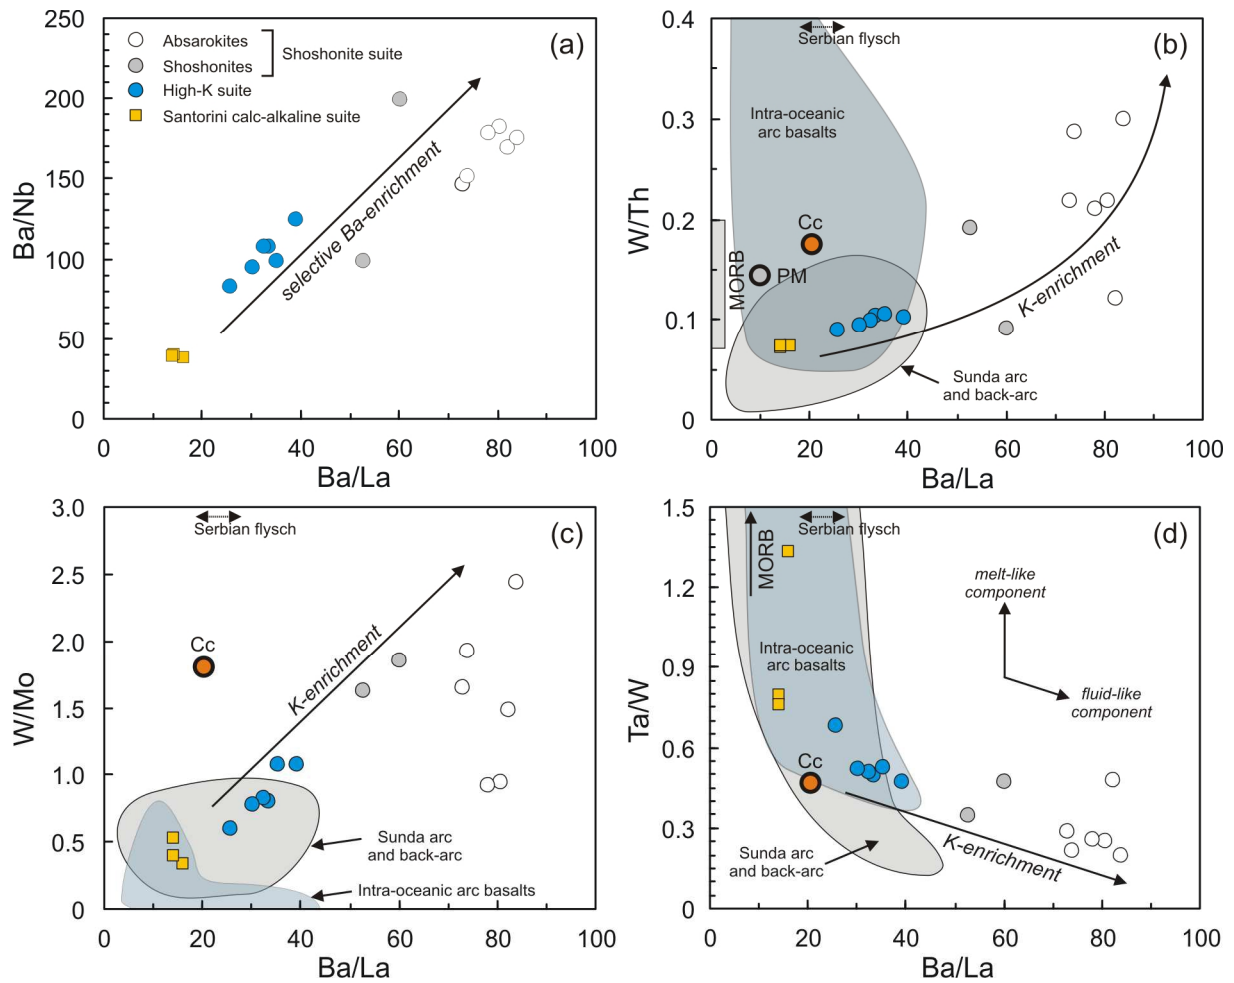 250
200
150
100
50
0
Ba/Nb
(a)
Absarokites
Shoshonites
Shoshonite suite
High-K suite
Santorini calc-alkaline suite
selective Ba-enrichment
0 20 40 60 80 100
Ba/La
0.4
0.3
0.2
0.1
0
W/Th
(b)
Serbian flysch
Intra-oceanic
arc basalts
Cc
PM
MORB
K-enrichment
Sunda arc
and back-arc
0 20 40 60 80 100
Ba/La
3.0
2.5
2.0
1.5
1.0
0.5
0
W/Mo
(c)
Serbian flysch
Cc
K-enrichment
Sunda arc
and back-arc
Intra-oceanic arc basalts
0 20 40 60 80 100
Ba/La
1.5
1.2
0.9
0.6
0.3
0
Ta/W
(d)
MORB
Serbian flysch
melt-like
component
fluid-like
component
Intra-oceanic
arc basalts
Cc
Sunda arc
and back-arc
K-enrichment
0 20 40 60 80 100
Ba/La